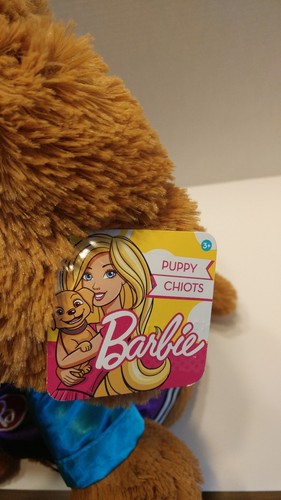 3+
PUPPY
CHIOTS
Barbie